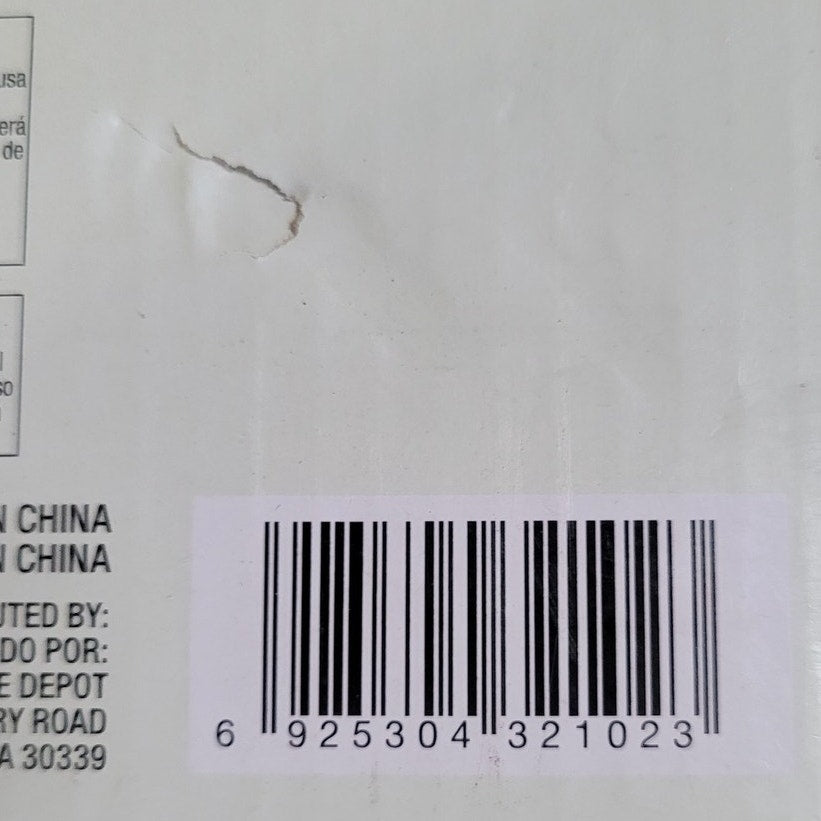 usa
erá
de
so
N CHINA
N CHINA
UTED BY:
DO POR:
E DEPOT
RY ROAD
A 30339
6 925304 321023